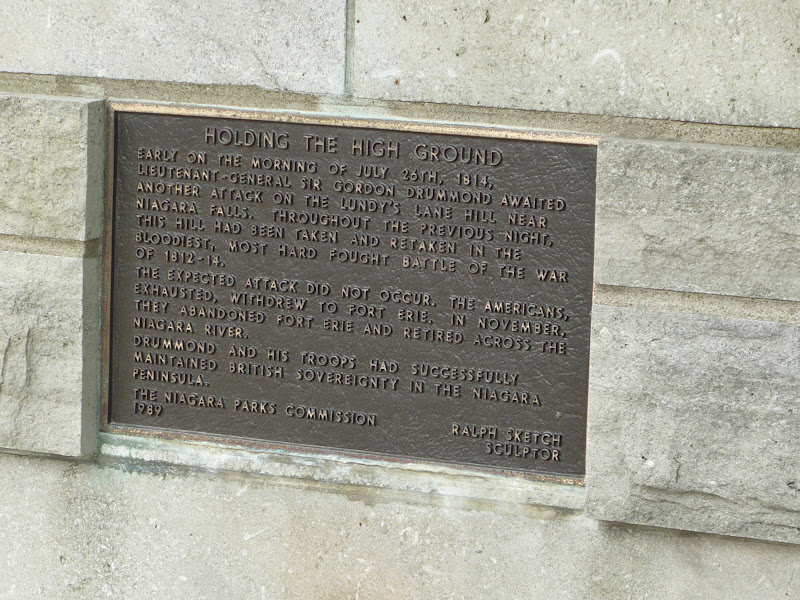 HOLDING THE HIGH GROUND
EARLY ON THE MORNING OF JULY 26TH, 1814,
LIEUTENANT-GENERAL SIR GORDON DRUMMOND AWAITED
ANOTHER ATTACK ON THE LUNDY'S LANE HILL NEAR
NIAGARA FALLS. THROUGHOUT THE PREVIOUS NIGHT,
THIS HILL HAD BEEN TAKEN AND RETAKEN IN THE
BLOODIEST, MOST HARD FOUGHT BATTLE OF THE WAR
OF 1812-14.
THE EXPECTED ATTACK DID NOT OCCUR. THE AMERICANS,
EXHAUSTED, WITHDREW TO FORT ERIE. IN NOVEMBER,
THEY ABANDONED FORT ERIE AND RETIRED ACROSS THE
NIAGARA RIVER.
DRUMMOND AND HIS TROOPS HAD SUCCESSFULLY
MAINTAINED BRITISH SOVEREIGNTY IN THE NIAGARA
PENINSULA.
THE NIAGARA PARKS COMMISSION
1989
RALPH SKETCH
SCULPTOR